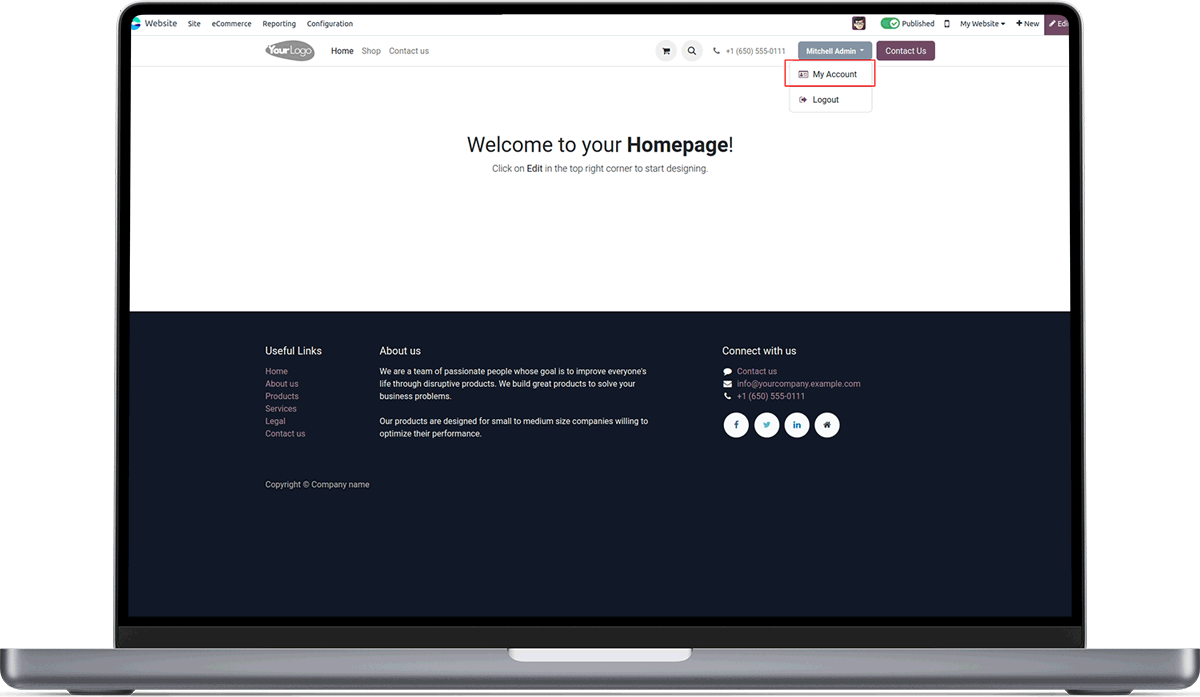 Website Site eCommerce Reporting Configuration Published My Website + New Edi
YourLogo Home Shop Contact us +1 (650) 555-0111 Mitchell Admin Contact Us
My Account
Logout
Welcome to your Homepage!
Click on Edit in the top right corner to start designing.
Useful Links
Home
About us
Products
Services
Legal
Contact us
About us
We are a team of passionate people whose goal is to improve everyone's
life through disruptive products. We build great products to solve your
business problems.
Our products are designed for small to medium size companies willing to
optimize their performance.
Connect with us
Contact us
info@yourcompany.example.com
+1 (650) 555-0111
Copyright © Company name